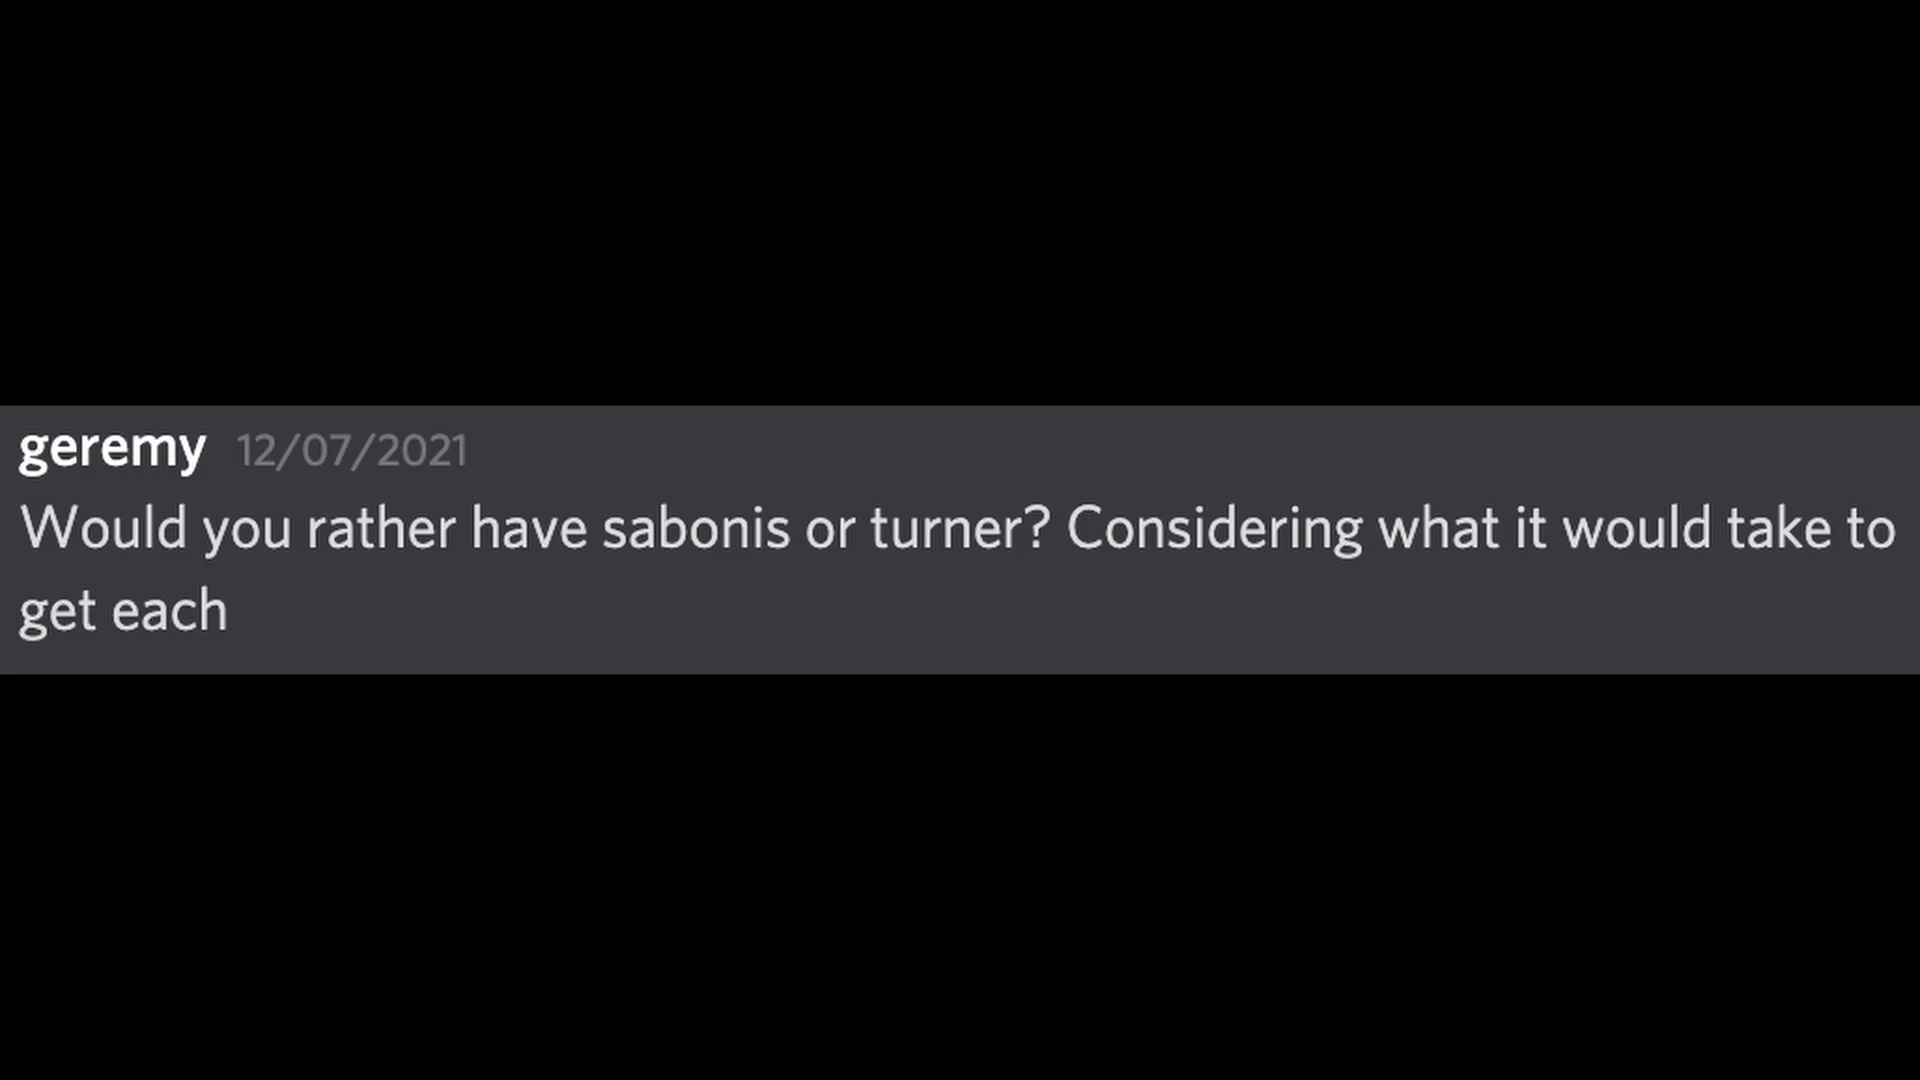 geremy 12/07/2021
Would you rather have sabonis or turner? Considering what it would take to
get each